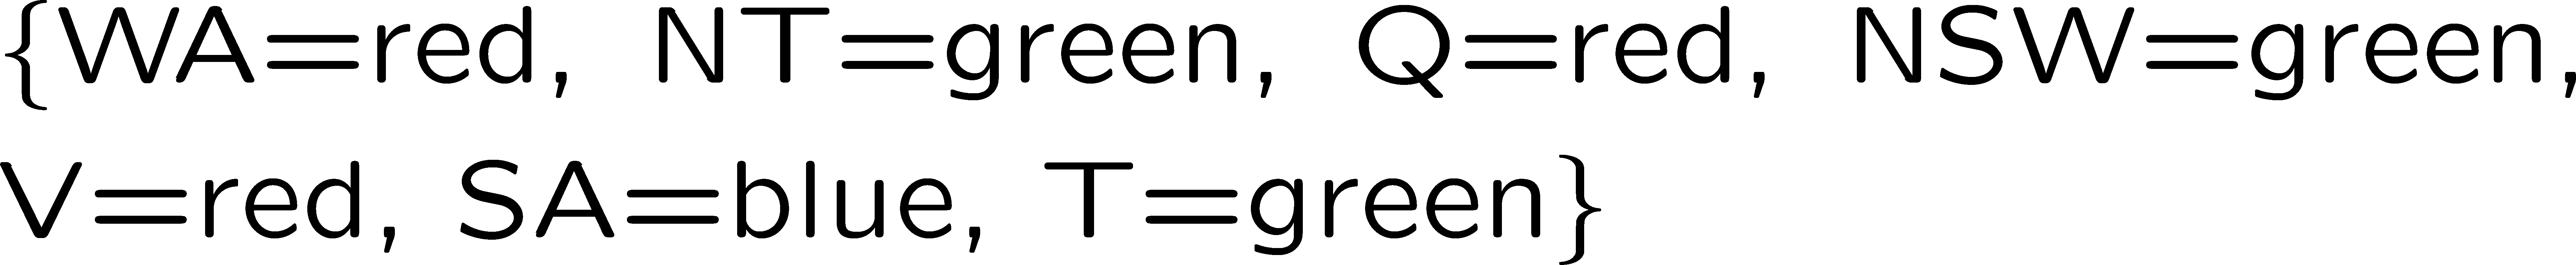 {WA=red, NT=green, Q=red, NSW=green,
V=red, SA=blue, T=green}